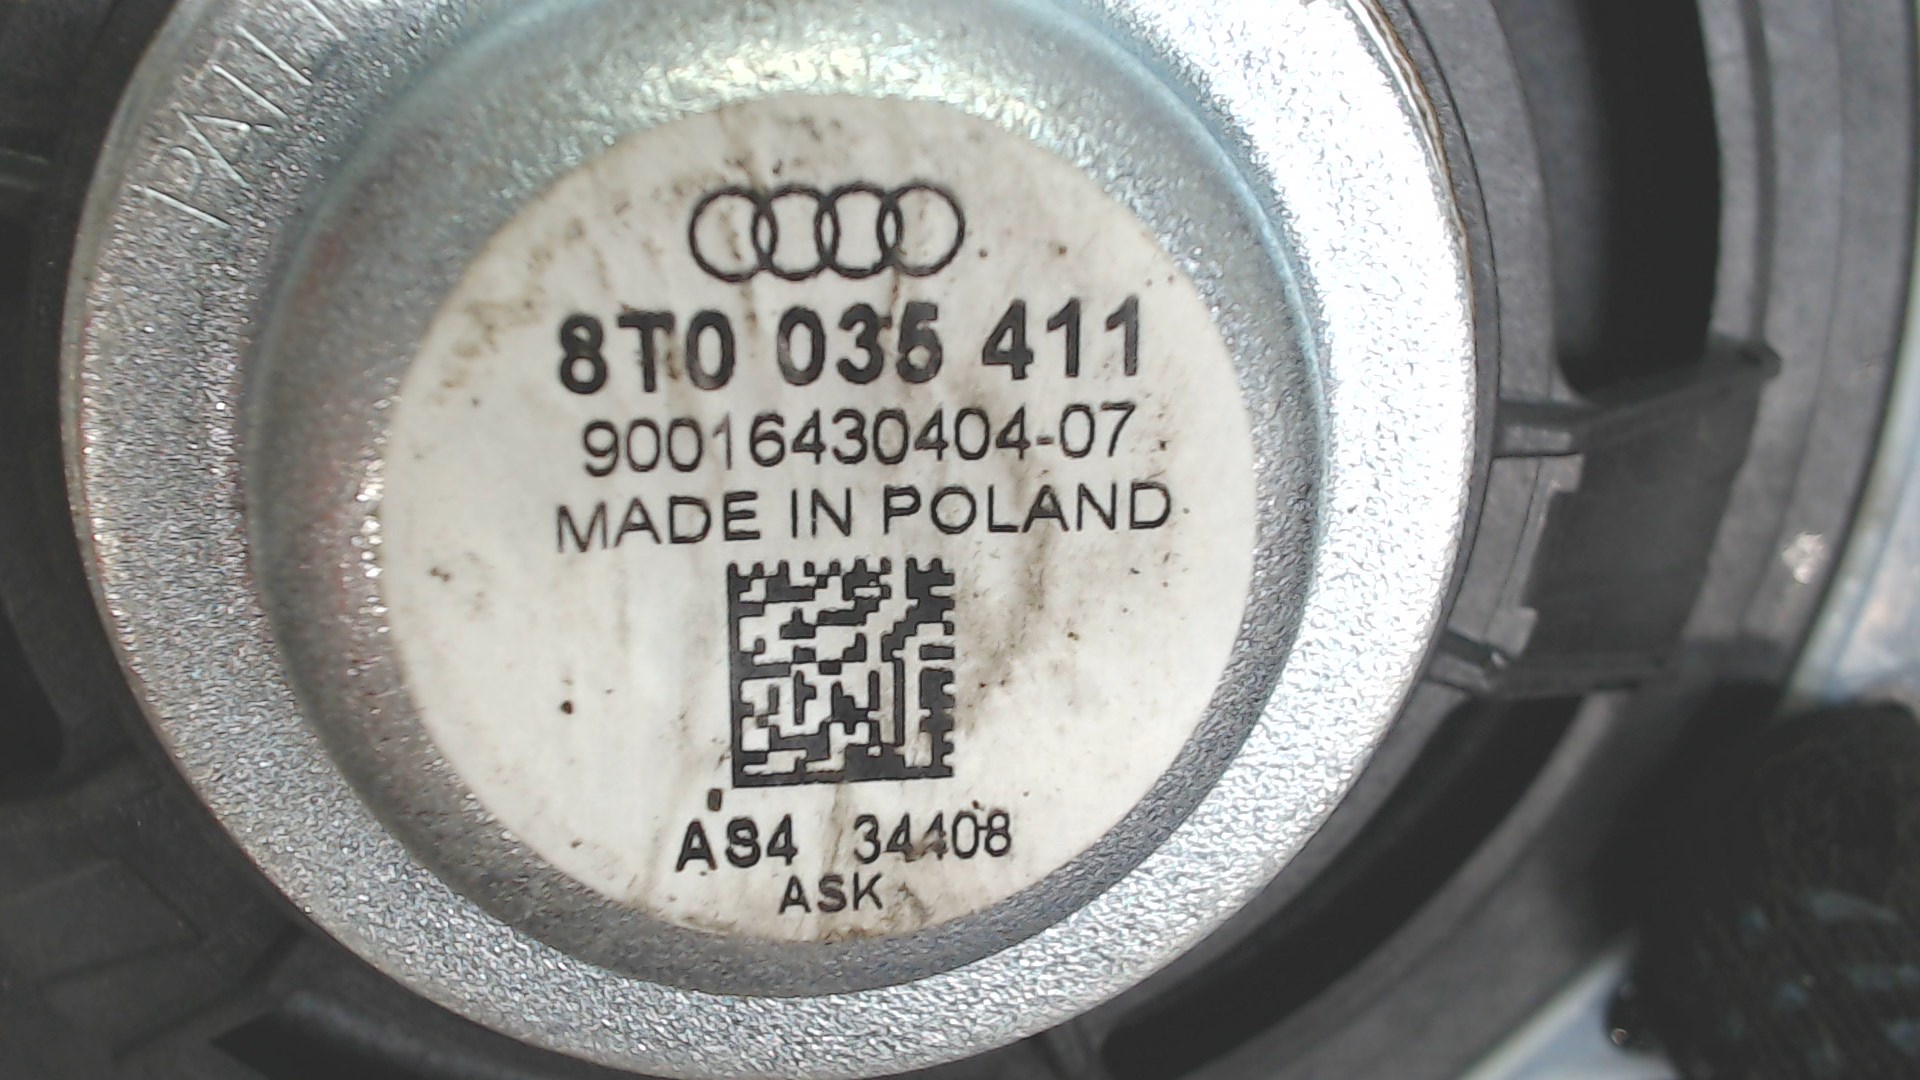 8T0 035 411
90016430404-07
MADE IN POLAND
AS4 34408
ASK